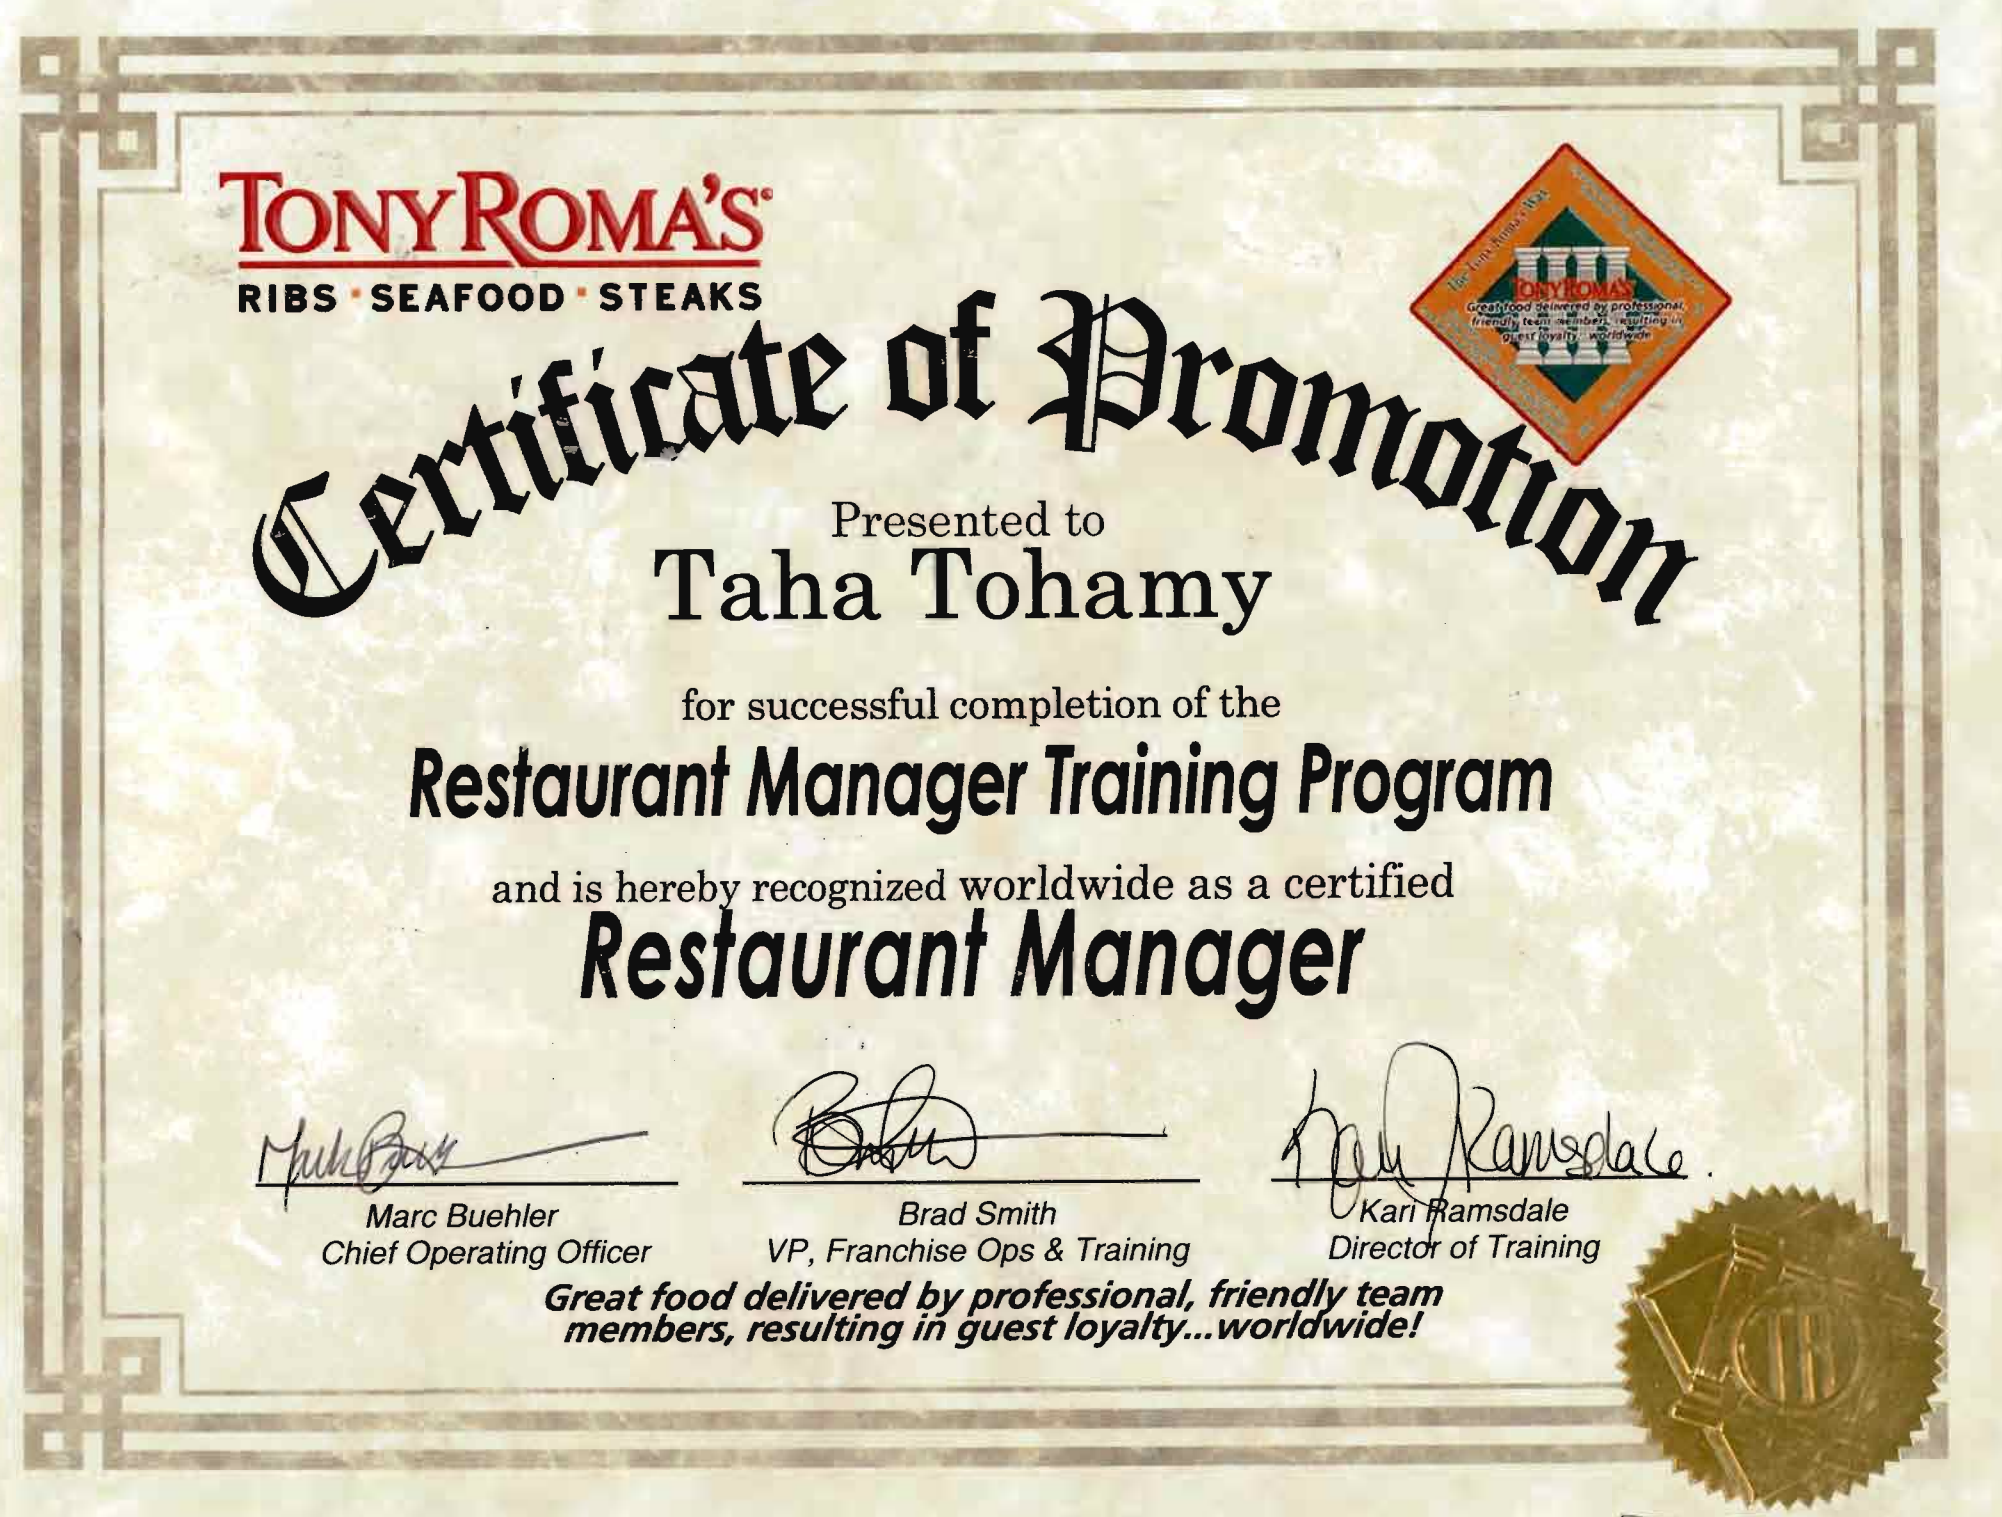 TONY ROMA'S®
RIBS • SEAFOOD • STEAKS
The Tony Roma's Way
TONY ROMA'S
Great food delivered by professional,
friendly team members, resulting in
guest loyalty... worldwide
Certificate of Promotion
Presented to
Taha Tohamy
for successful completion of the
Restaurant Manager Training Program
and is hereby recognized worldwide as a certified
Restaurant Manager
Marc Buehler
Chief Operating Officer
Brad Smith
VP, Franchise Ops & Training
Kari Ramsdale
Kari Ramsdale
Director of Training
Great food delivered by professional, friendly team
members, resulting in guest loyalty...worldwide!
TR